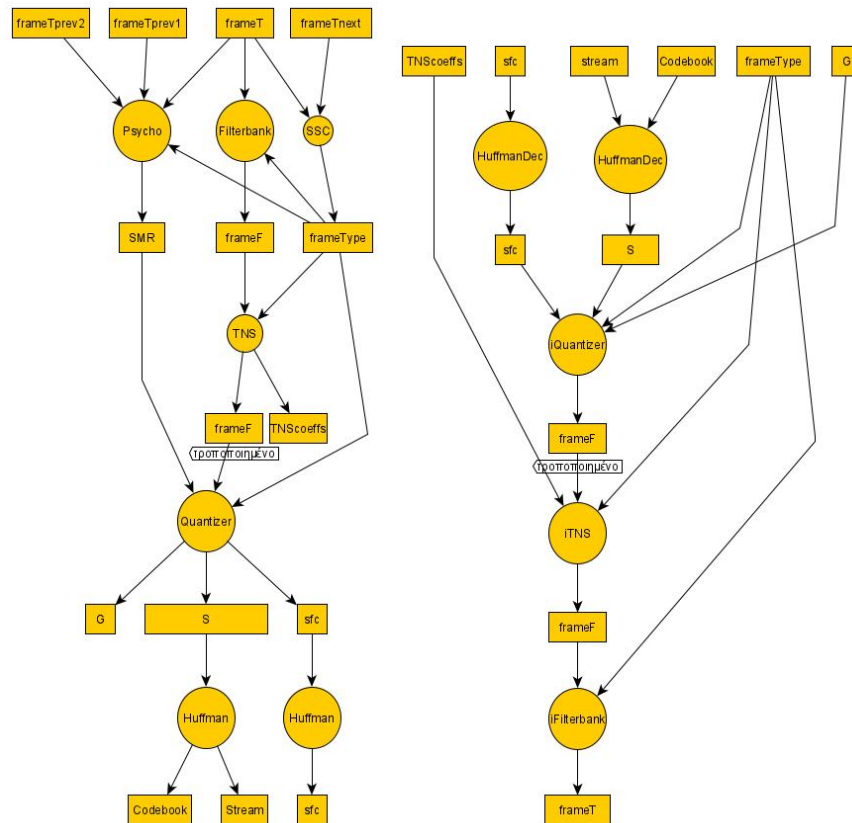 frameTprev2 frameTprev1 frameT frameTnext
Psycho Filterbank SSC
SMR frameF frameType
TNS
frameF TNScoeffs
τροποποιημένο
Quantizer
G S sfc
Huffman Huffman
Codebook Stream sfc
TNScoeffs sfc stream Codebook frameType G
HuffmanDec HuffmanDec
sfc S
iQuantizer
frameF
τροποποιημένο
iTNS
frameF
iFilterbank
frameT